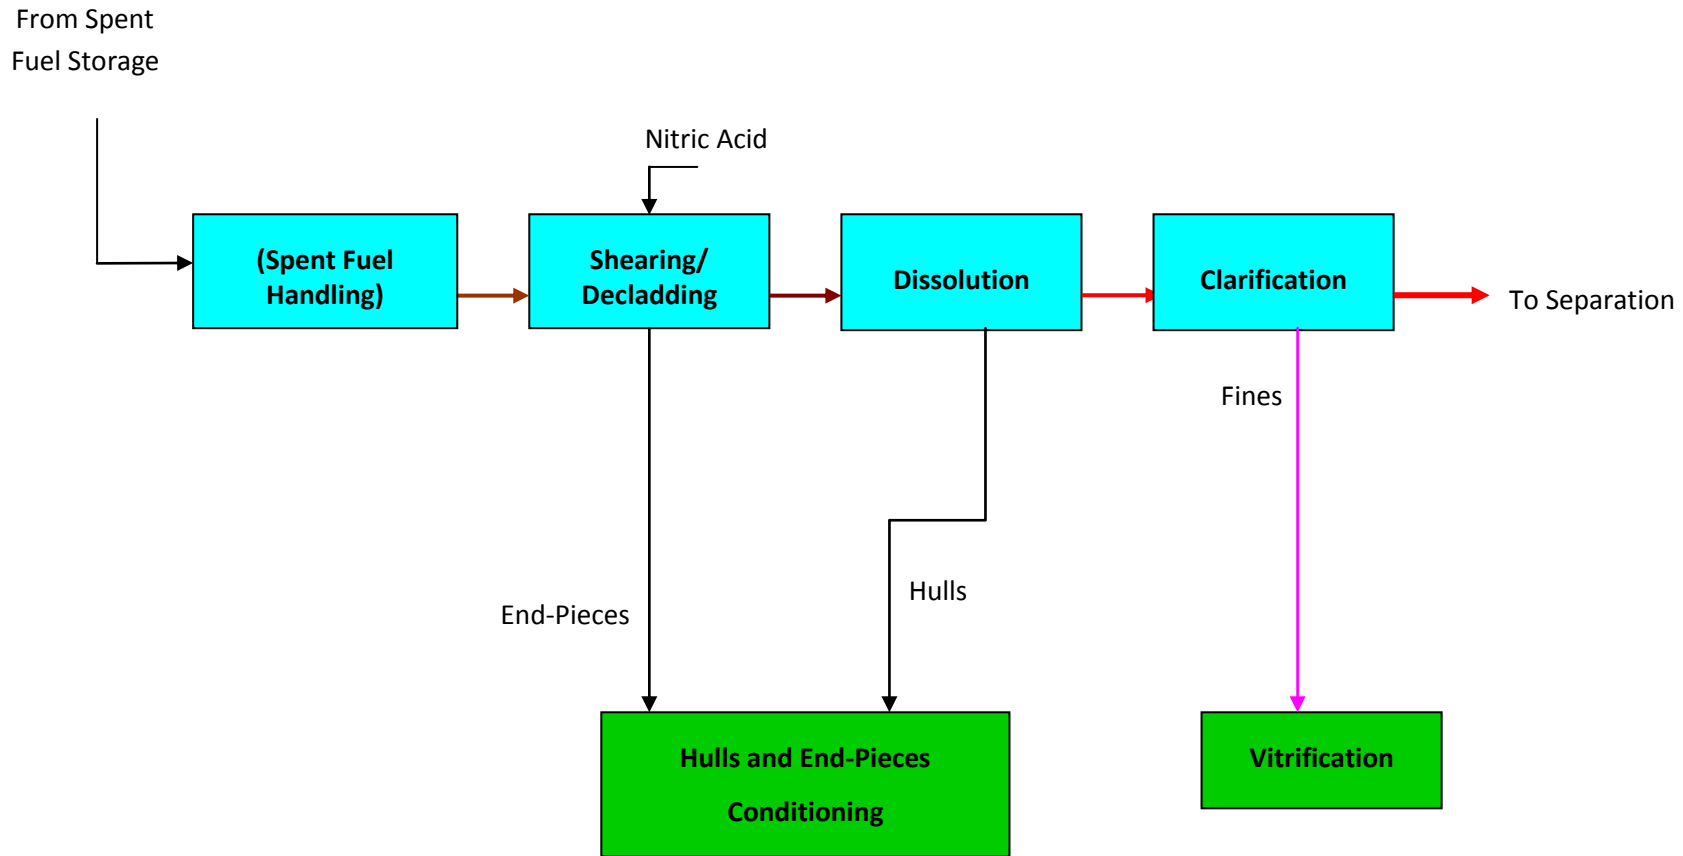 From Spent
Fuel Storage
Nitric Acid
(Spent Fuel
Handling)
Shearing/
Decladding
Dissolution
Clarification
To Separation
Fines
Hulls
End-Pieces
Hulls and End-Pieces
Conditioning
Vitrification